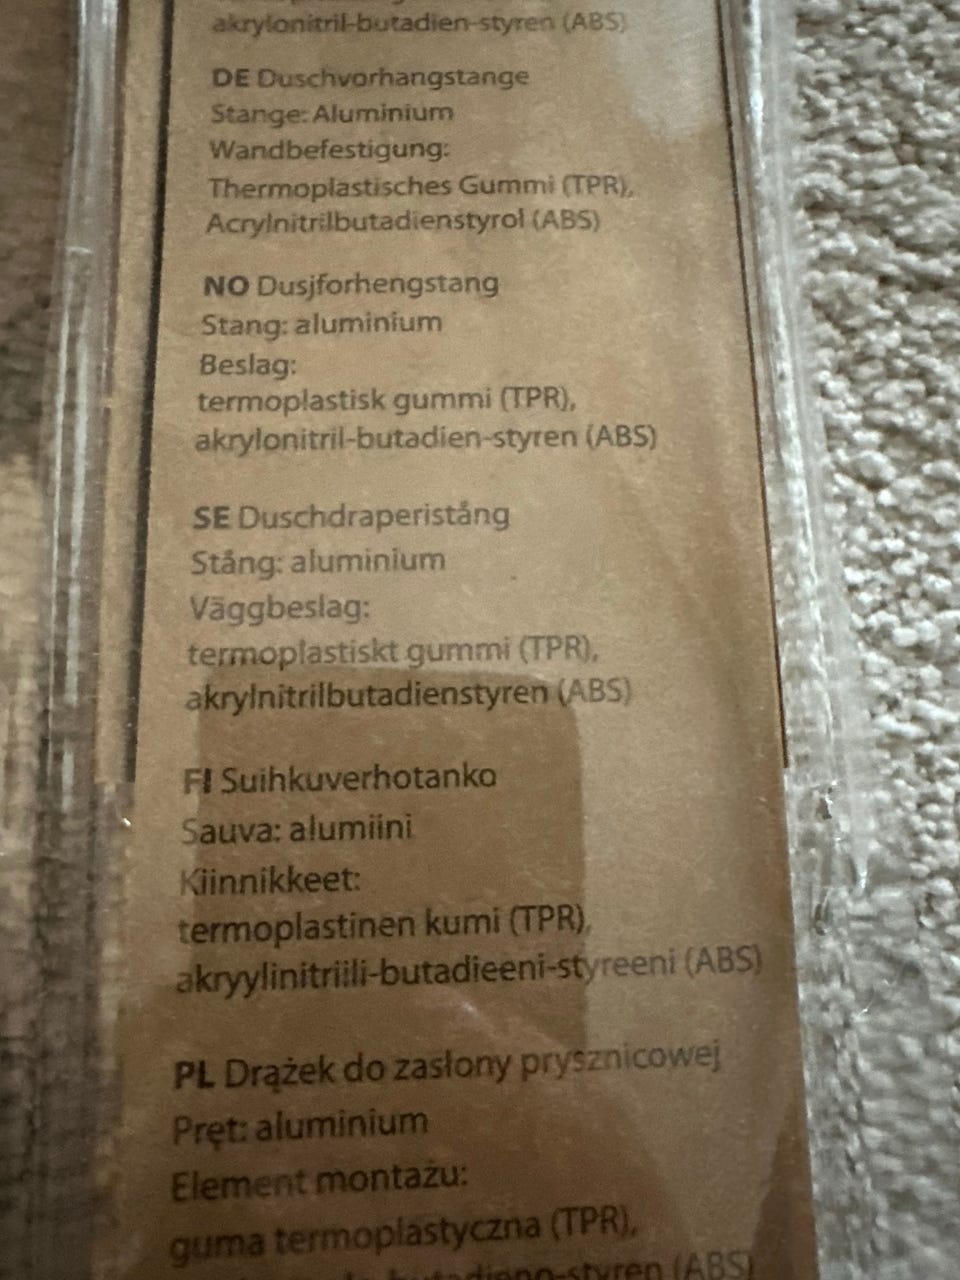 akrylonitril-butadien-styren (ABS)
DE Duschvorhangstange
Stange: Aluminium
Wandbefestigung:
Thermoplastisches Gummi (TPR),
Acrylnitrilbutadienstyrol (ABS)
NO Dusjforhengstang
Stang: aluminium
Beslag:
termoplastisk gummi (TPR),
akrylonitril-butadien-styren (ABS)
SE Duschdraperistång
Stång: aluminium
Väggbeslag:
termoplastiskt gummi (TPR),
akrylnitrilbutadienstyren (ABS)
FI Suihkuverhotanko
Sauva: alumiini
Kiinnikkeet:
termoplastinen kumi (TPR),
akryylinitriili-butadieeni-styreeni (ABS)
PL Drążek do zasłony prysznicowej
Pręt: aluminium
Element montażu:
guma termoplastyczna (TPR),
(ABS)